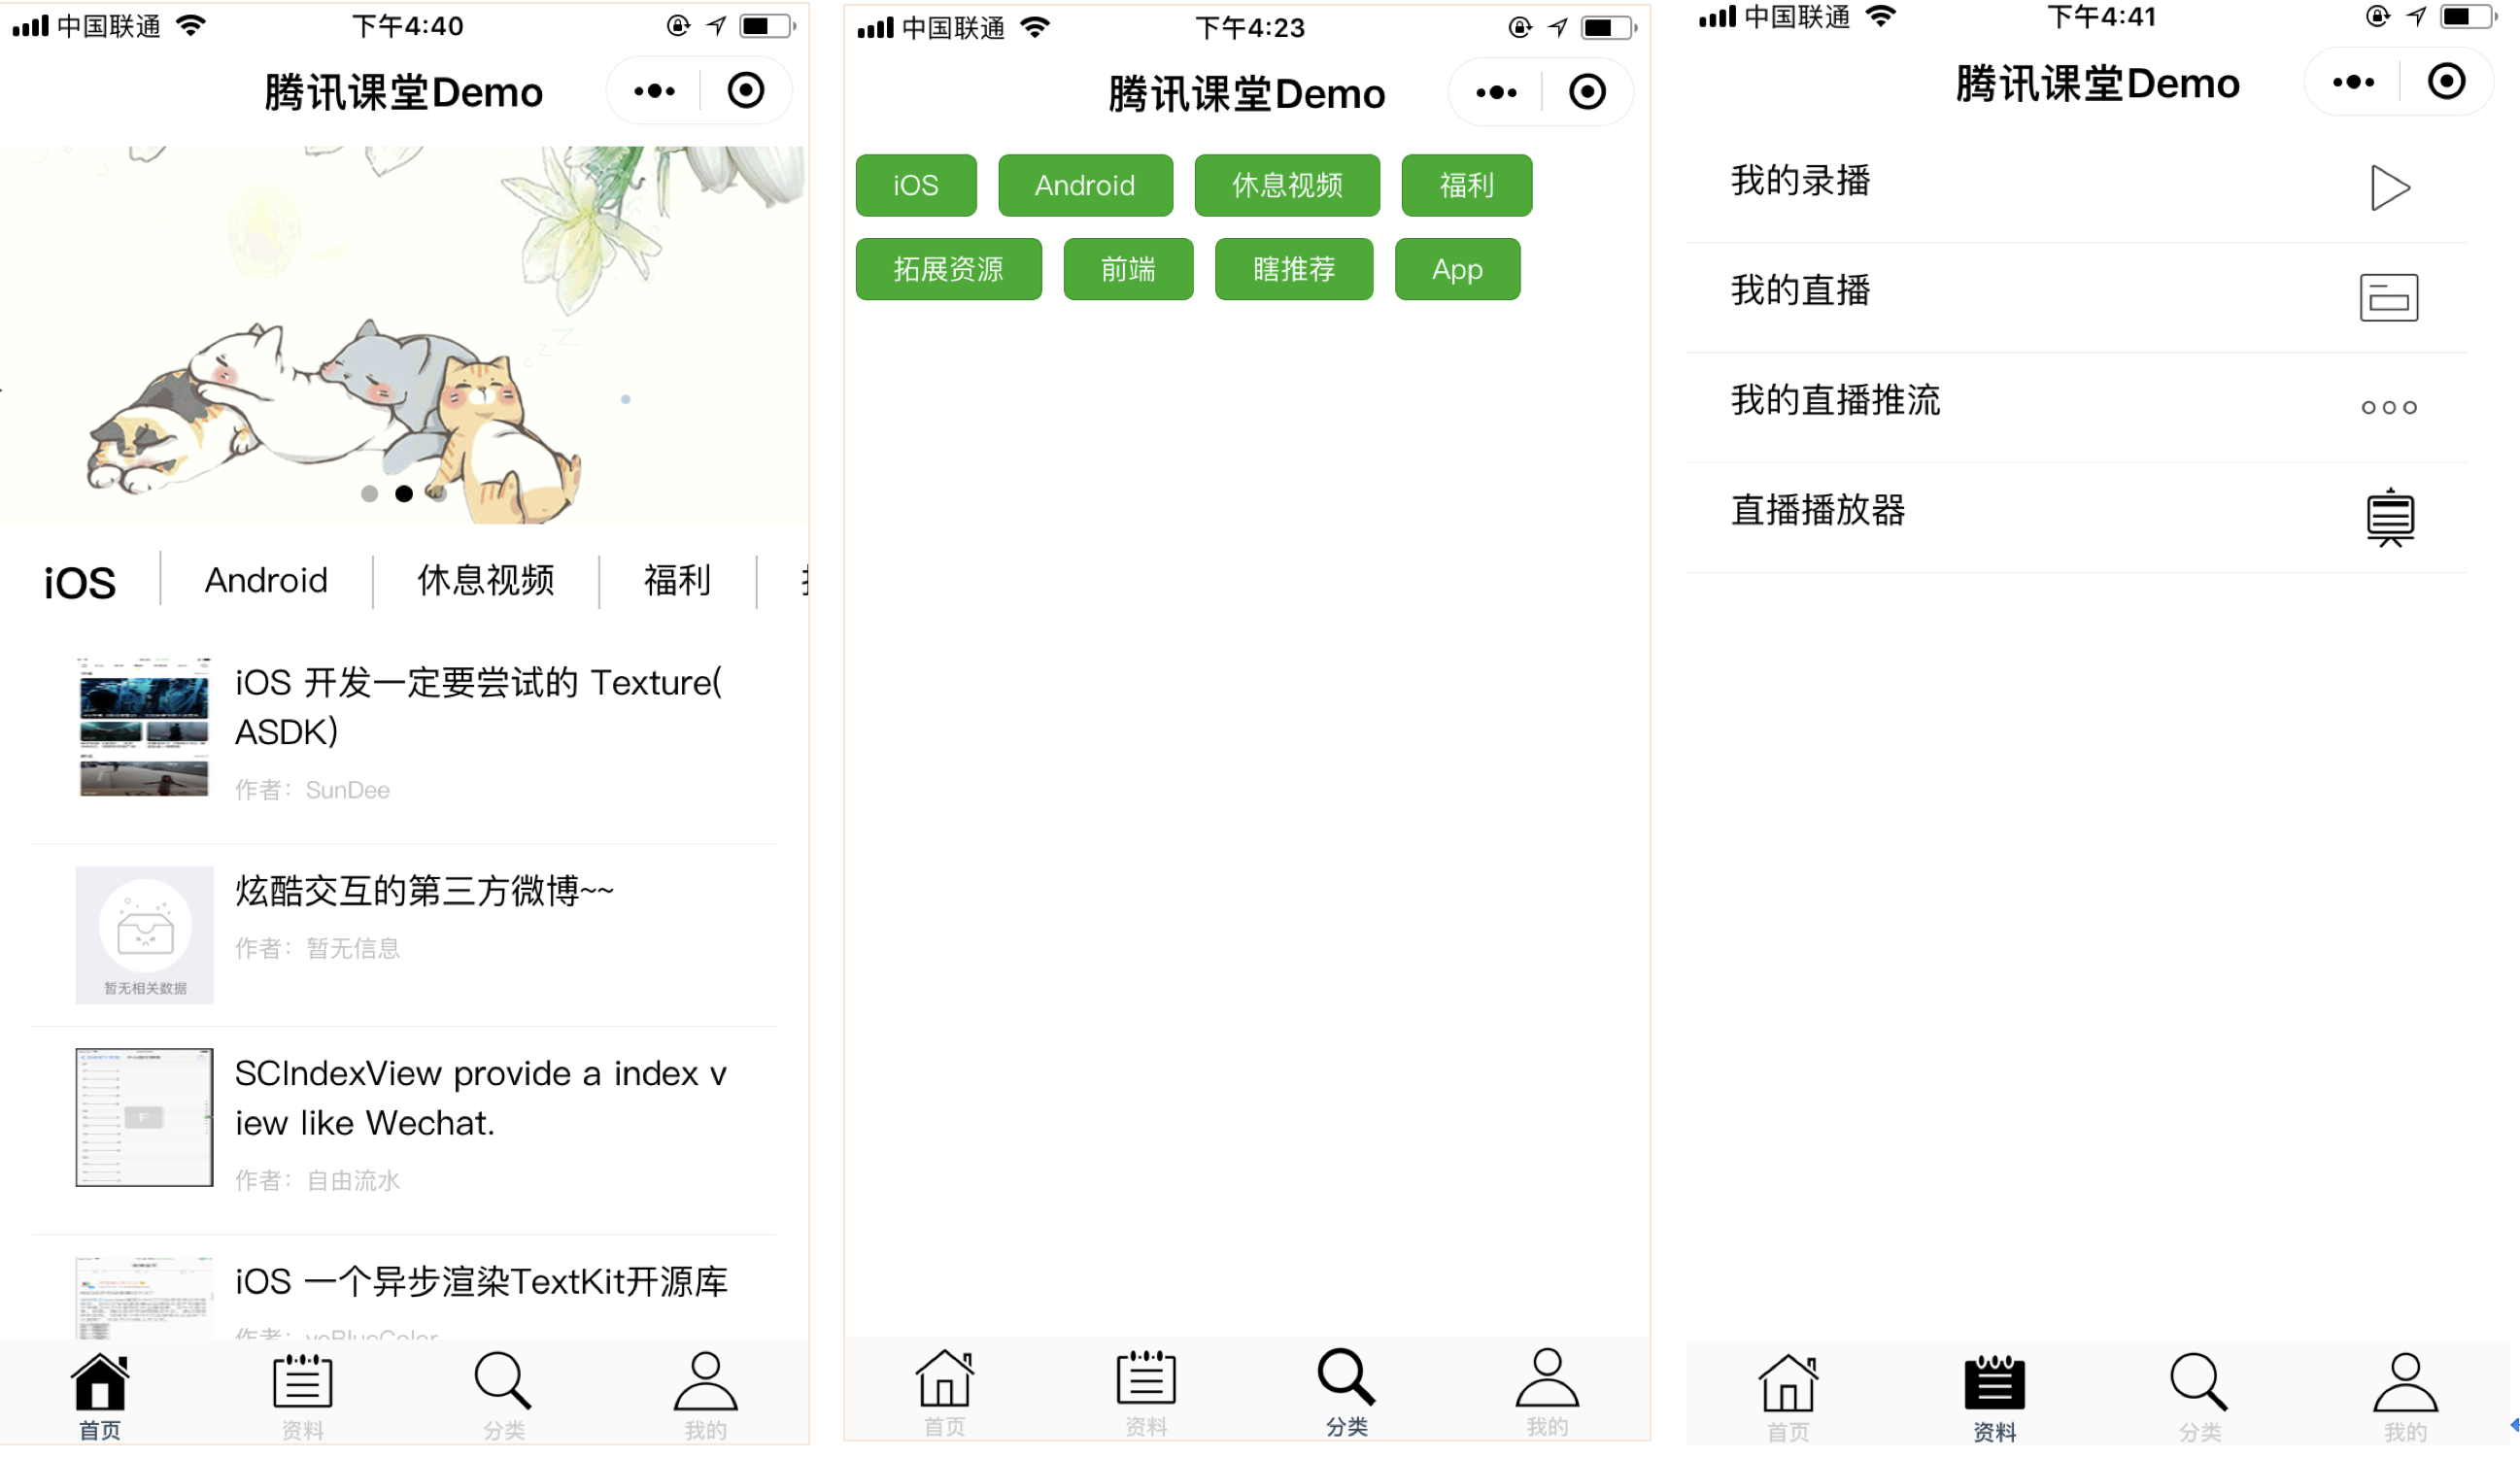 中国联通
下午4:40
腾讯课堂Demo
iOS
Android
休息视频
福利
iOS 开发一定要尝试的 Texture(
ASDK)
作者：SunDee
炫酷交互的第三方微博~~
作者：暂无信息
暂无相关数据
SCIndexView provide a index v
iew like Wechat.
作者：自由流水
iOS 一个异步渲染TextKit开源库
首页
资料
分类
我的
中国联通
下午4:23
腾讯课堂Demo
iOS
Android
休息视频
福利
拓展资源
前端
瞎推荐
App
首页
资料
分类
我的
中国联通
下午4:41
腾讯课堂Demo
我的录播
我的直播
我的直播推流
直播播放器
首页
资料
分类
我的